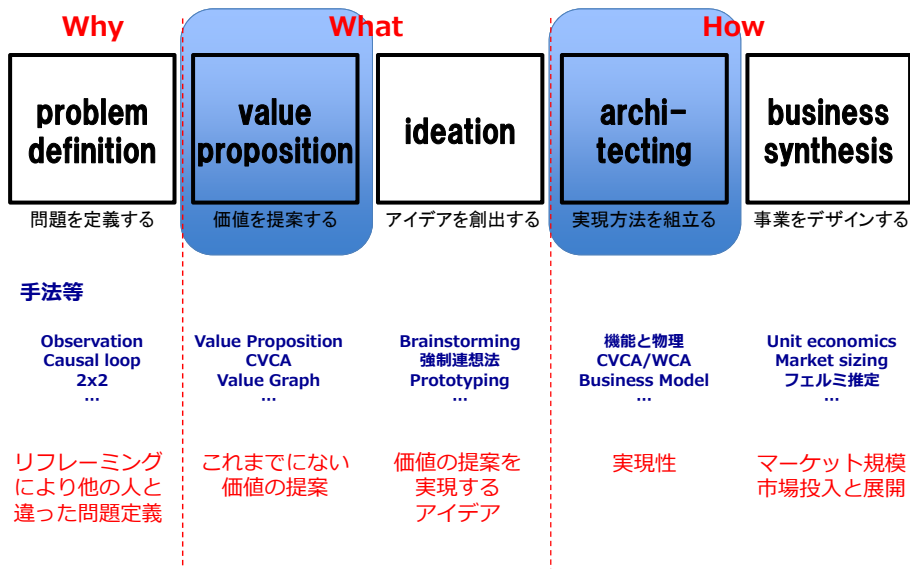 Why
What
How
problem
definition
value
proposition
ideation
archi-
tecting
business
synthesis
問題を定義する
価値を提案する
アイデアを創出する
実現方法を組立る
事業をデザインする
手法等
Observation
Causal loop
2x2
…
Value Proposition
CVCA
Value Graph
…
Brainstorming
強制連想法
Prototyping
…
機能と物理
CVCA/WCA
Business Model
…
Unit economics
Market sizing
フェルミ推定
…
リフレーミング
により他の人と
違った問題定義
これまでにない
価値の提案
価値の提案を
実現する
アイデア
実現性
マーケット規模
市場投入と展開